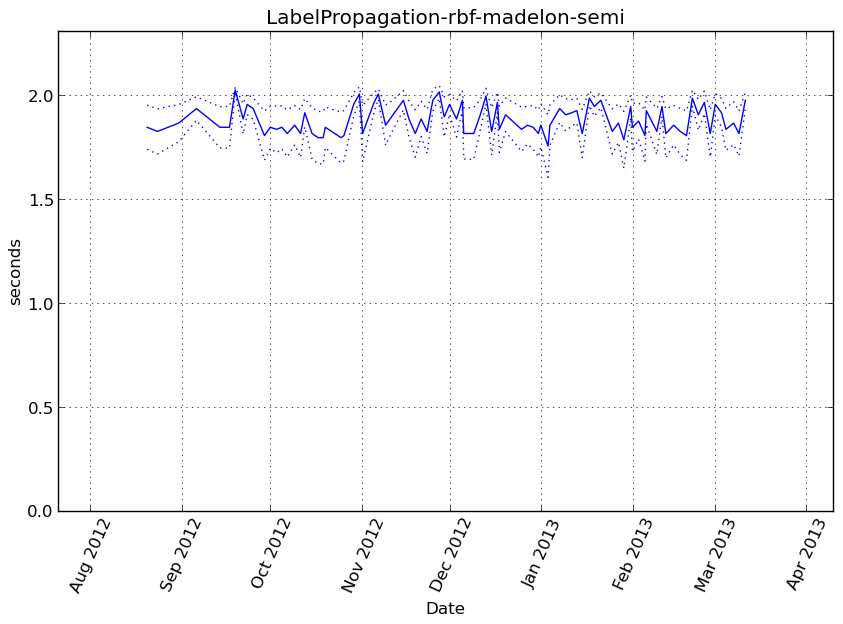 LabelPropagation-rbf-madelon-semi
2.0
1.5
1.0
0.5
0.0
seconds
Aug 2012
Sep 2012
Oct 2012
Nov 2012
Dec 2012
Jan 2013
Feb 2013
Mar 2013
Apr 2013
Date